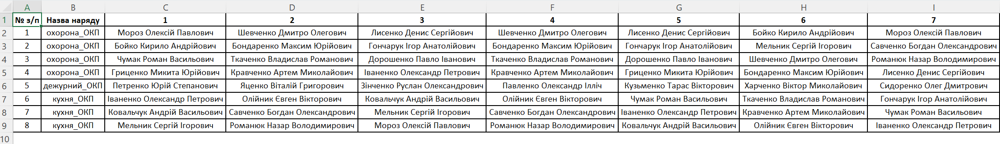 A B C D E F G H I
1 № з/п Назва наряду 1 2 3 4 5 6 7
2 1 охорона_ОКП Мороз Олексій Павлович Шевченко Дмитро Олегович Лисенко Денис Сергійович Шевченко Дмитро Олегович Лисенко Денис Сергійович Бойко Кирило Андрійович Мороз Олексій Павлович
3 2 охорона_ОКП Бойко Кирило Андрійович Бондаренко Максим Юрійович Гончарук Ігор Анатолійович Бондаренко Максим Юрійович Гончарук Ігор Анатолійович Мельник Сергій Ігорович Савченко Богдан Олександрович
4 3 охорона_ОКП Чумак Роман Васильович Ткаченко Владислав Романович Дорошенко Павло Іванович Ткаченко Владислав Романович Дорошенко Павло Іванович Шевченко Дмитро Олегович Романюк Назар Володимирович
5 4 охорона_ОКП Гриценко Микита Юрійович Кравченко Артем Миколайович Іваненко Олександр Петрович Кравченко Артем Миколайович Гриценко Микита Юрійович Бондаренко Максим Юрійович Лисенко Денис Сергійович
6 5 дежурний_ОКП Петренко Юрій Степанович Яценко Віталій Григорович Зінченко Руслан Олександрович Павленко Олександр Ілліч Кузьменко Тарас Вікторович Харченко Віктор Миколайович Сидоренко Олег Дмитрович
7 6 кухня_ОКП Іваненко Олександр Петрович Олійник Євген Вікторович Ковальчук Андрій Васильович Олійник Євген Вікторович Чумак Роман Васильович Ткаченко Владислав Романович Гончарук Ігор Анатолійович
8 7 кухня_ОКП Ковальчук Андрій Васильович Савченко Богдан Олександрович Мельник Сергій Ігорович Савченко Богдан Олександрович Іваненко Олександр Петрович Кравченко Артем Миколайович Чумак Роман Васильович
9 8 кухня_ОКП Мельник Сергій Ігорович Романюк Назар Володимирович Мороз Олексій Павлович Романюк Назар Володимирович Ковальчук Андрій Васильович Олійник Євген Вікторович Іваненко Олександр Петрович
10